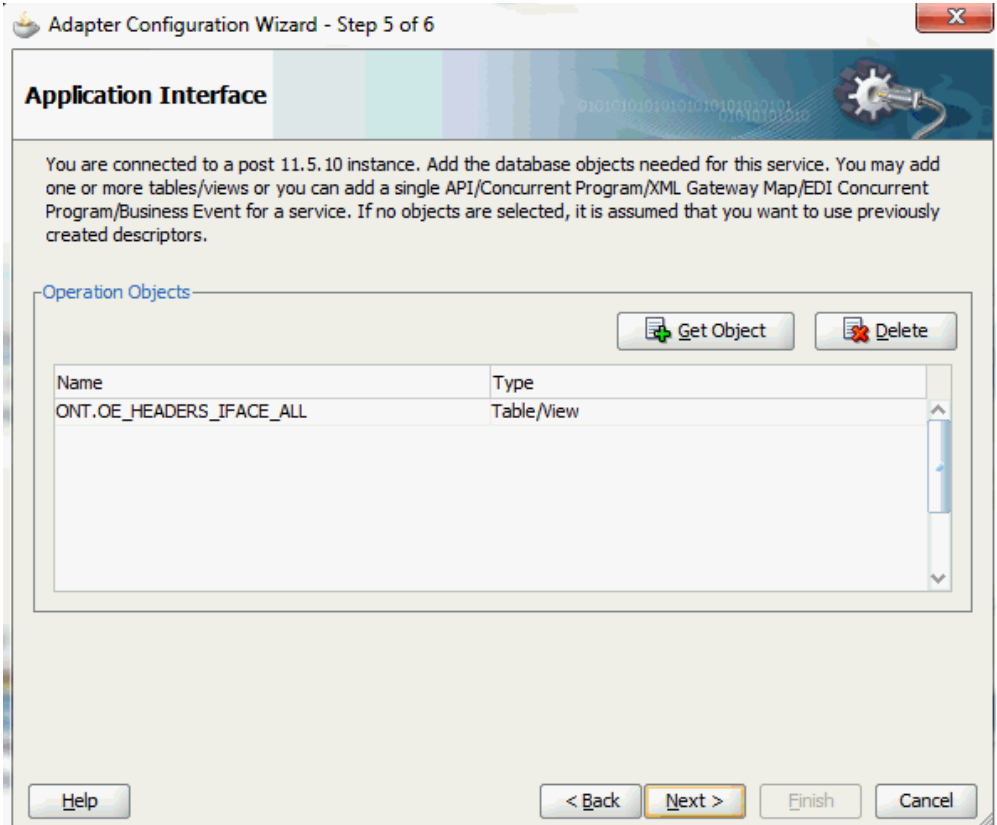 Adapter Configuration Wizard - Step 5 of 6
X
Application Interface
You are connected to a post 11.5.10 instance. Add the database objects needed for this service. You may add
one or more tables/views or you can add a single API/Concurrent Program/XML Gateway Map/EDI Concurrent
Program/Business Event for a service. If no objects are selected, it is assumed that you want to use previously
created descriptors.
Operation Objects
Get Object Delete
Name Type
ONT.OE_HEADERS_IFACE_ALL Table/View
Help < Back Next > Finish Cancel